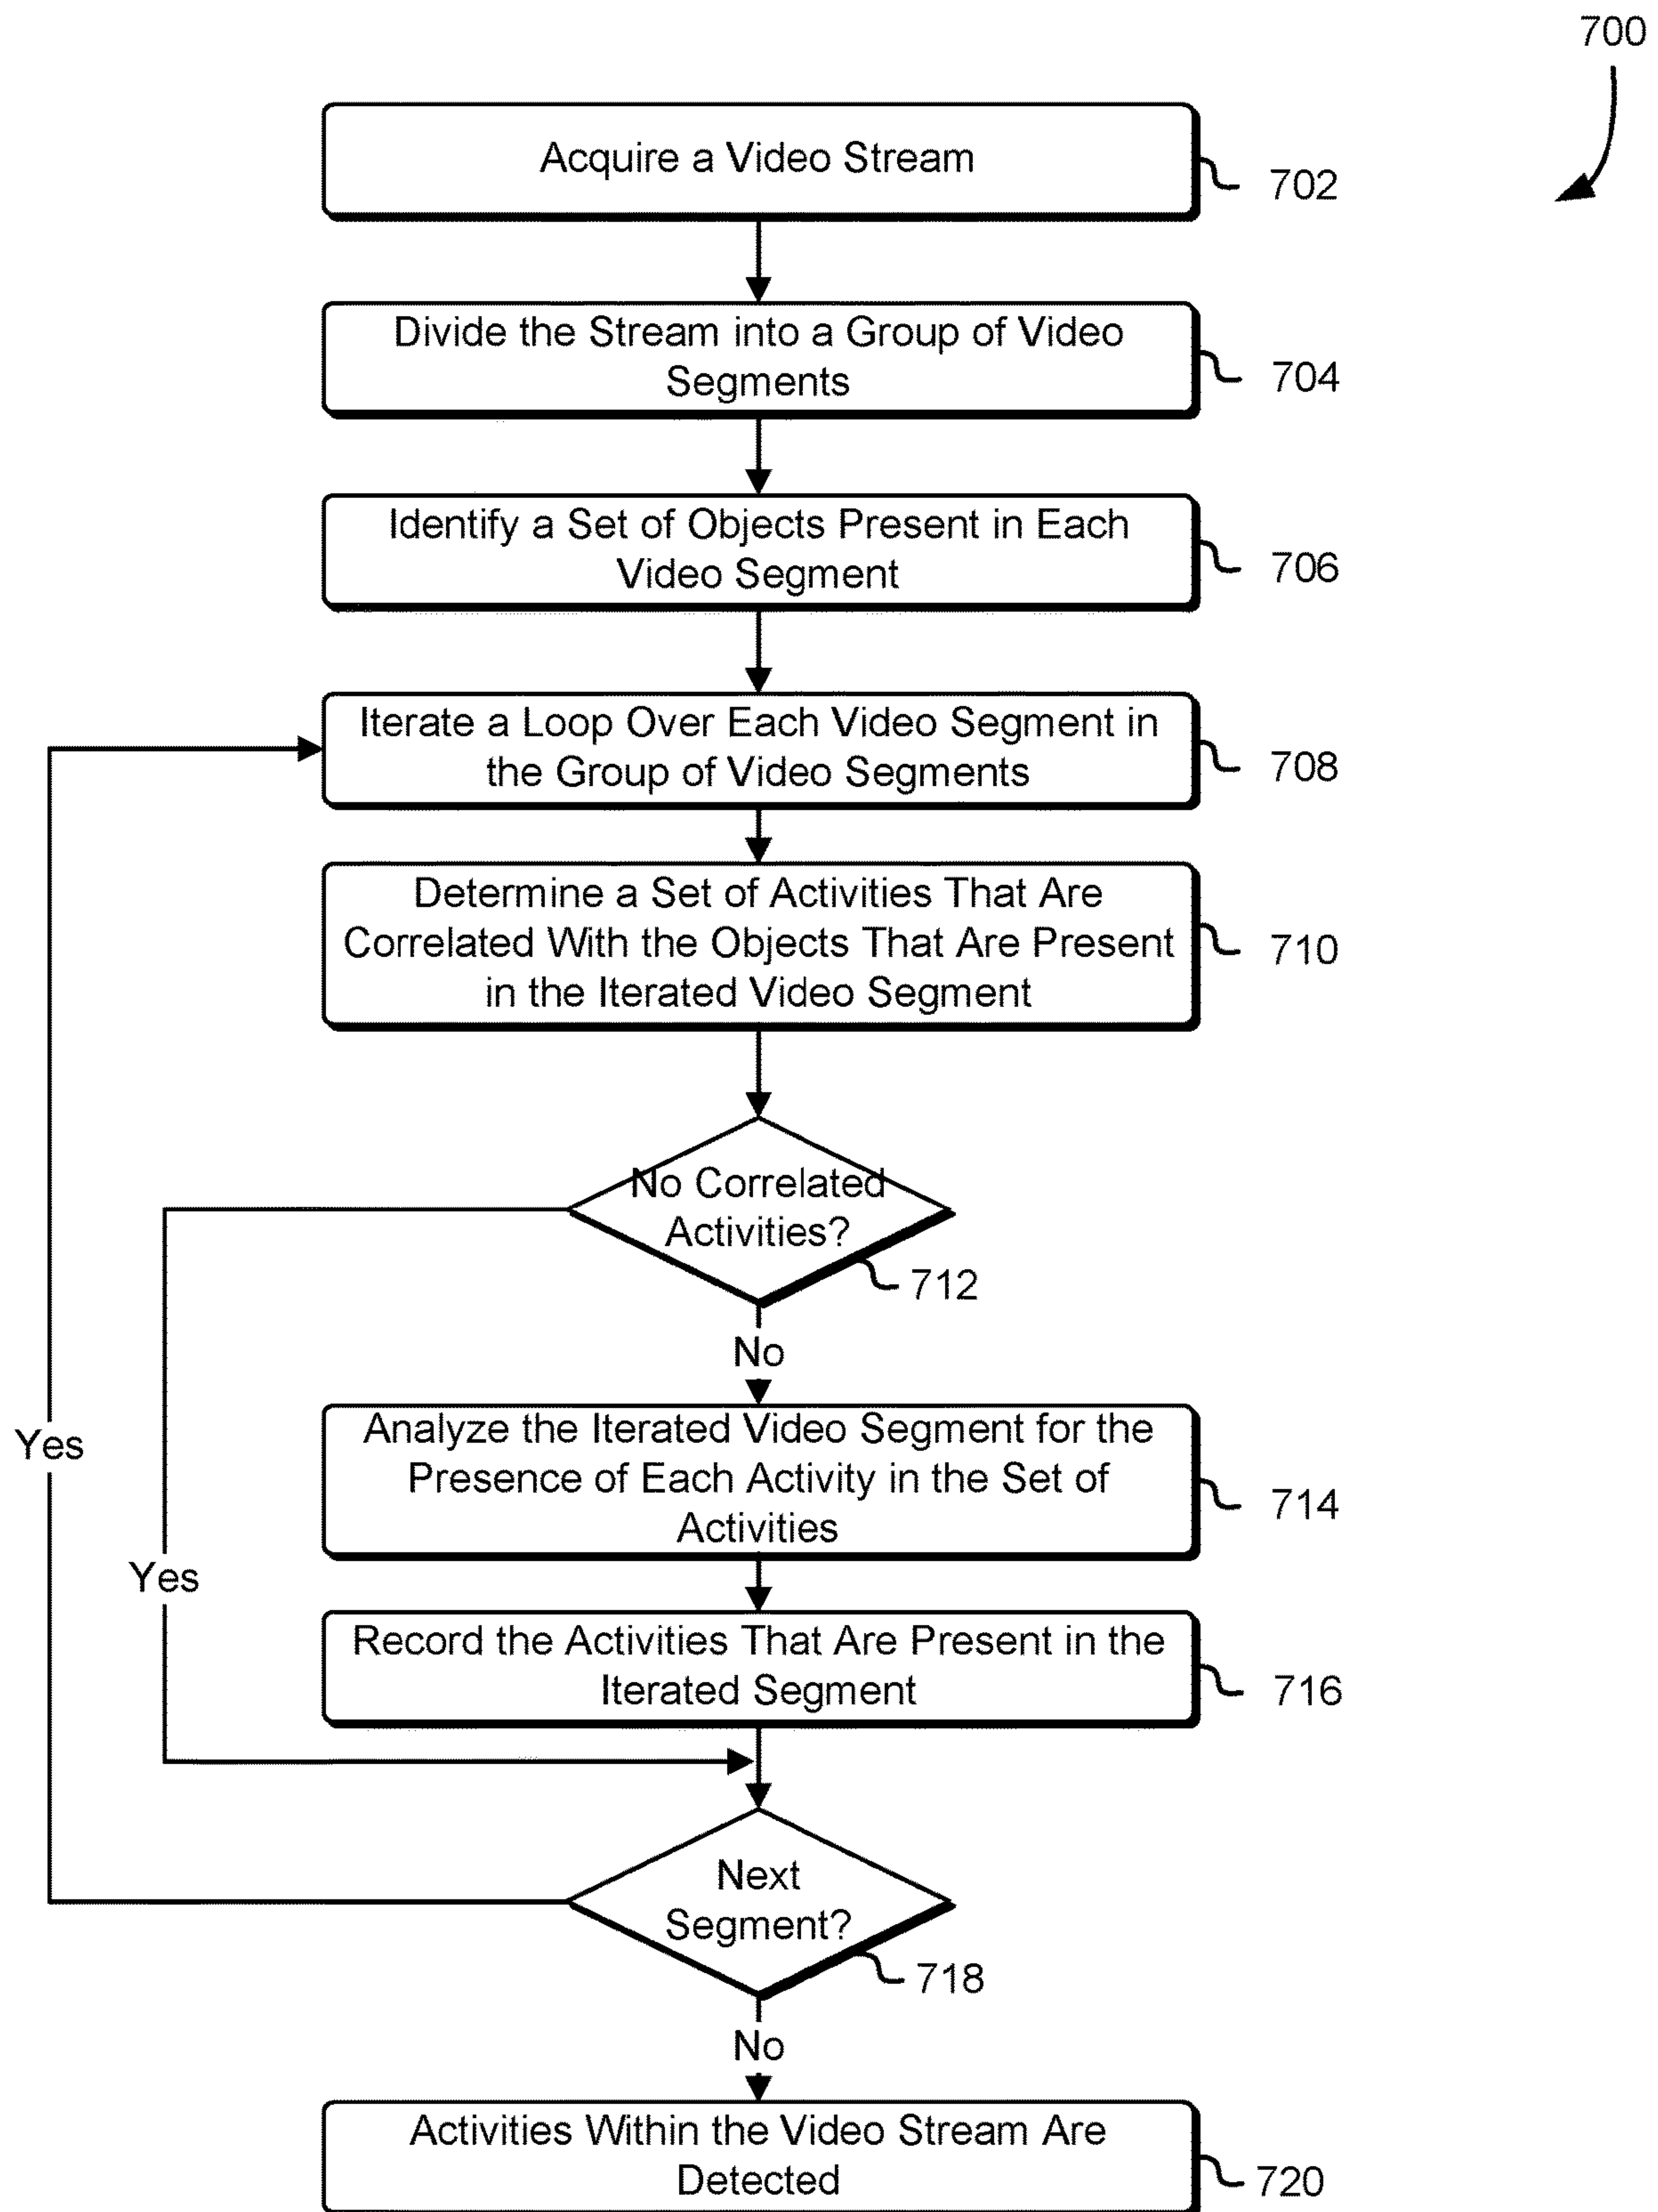 700
Acquire a Video Stream
702
Divide the Stream into a Group of Video
Segments
704
Identify a Set of Objects Present in Each
Video Segment
706
Iterate a Loop Over Each Video Segment in
the Group of Video Segments
708
Determine a Set of Activities That Are
Correlated With the Objects That Are Present
in the Iterated Video Segment
710
No Correlated
Activities?
712
No
Analyze the Iterated Video Segment for the
Presence of Each Activity in the Set of
Activities
714
Yes
Yes
Record the Activities That Are Present in the
Iterated Segment
716
Next
Segment?
718
No
Activities Within the Video Stream Are
Detected
720